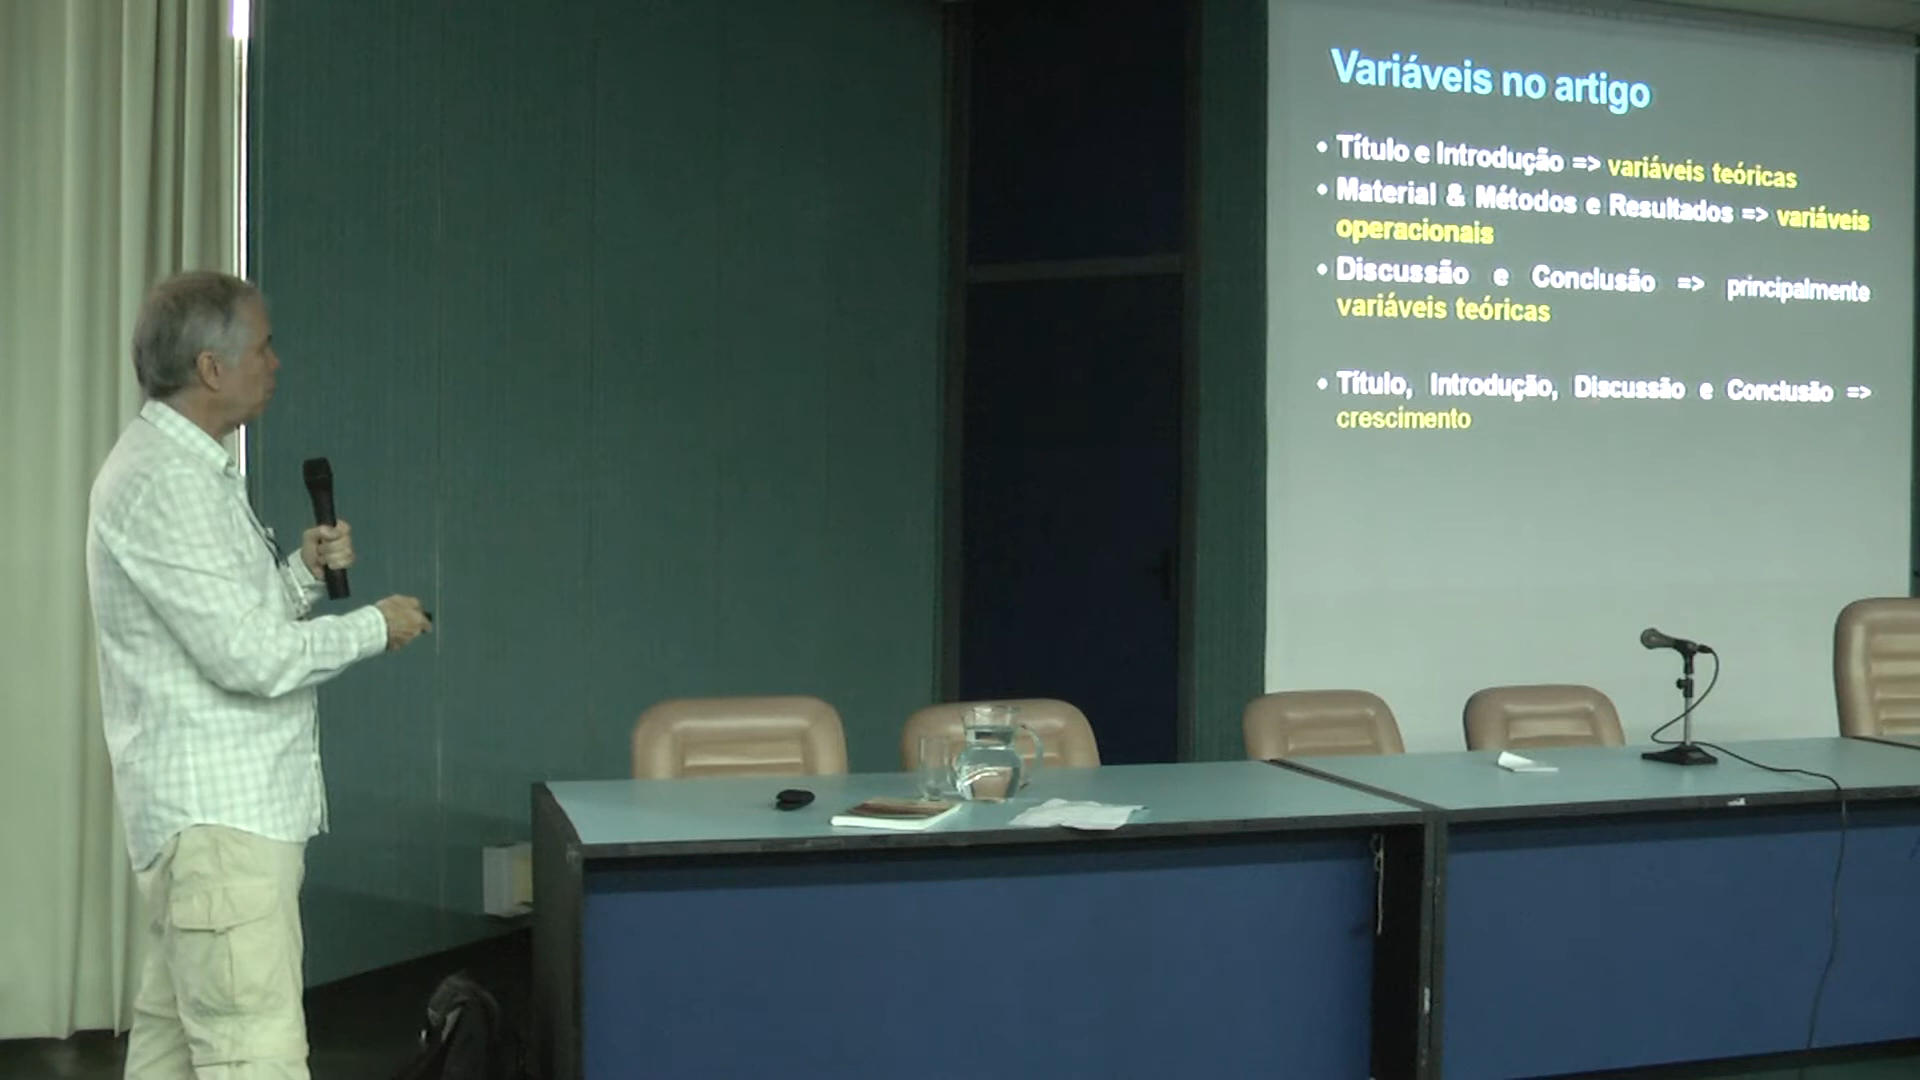 Variáveis no artigo
• Título e Introdução => variáveis teóricas
• Material & Métodos e Resultados => variáveis
operacionais
• Discussão e Conclusão => principalmente
variáveis teóricas
• Título, Introdução, Discussão e Conclusão =>
crescimento